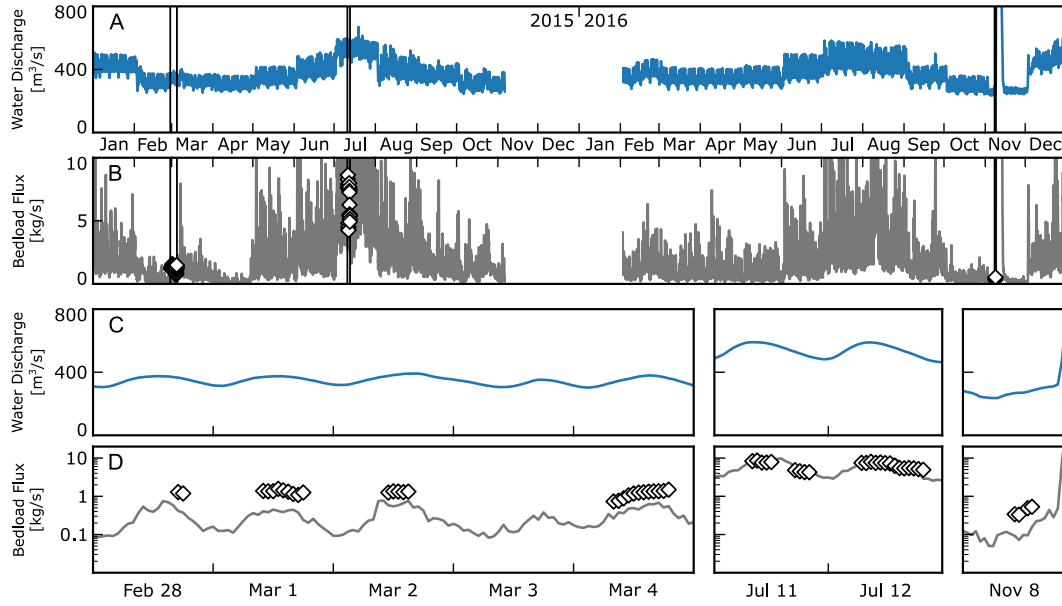 A
2015 2016
Water Discharge
[m³/s]
800
400
0
Jan Feb Mar Apr May Jun Jul Aug Sep Oct Nov Dec Jan Feb Mar Apr May Jun Jul Aug Sep Oct Nov Dec
B
Bedload Flux
[kg/s]
10
5
0
C
Water Discharge
[m³/s]
800
400
0
D
Bedload Flux
[kg/s]
10
1
0.1
Feb 28 Mar 1 Mar 2 Mar 3 Mar 4 Jul 11 Jul 12 Nov 8